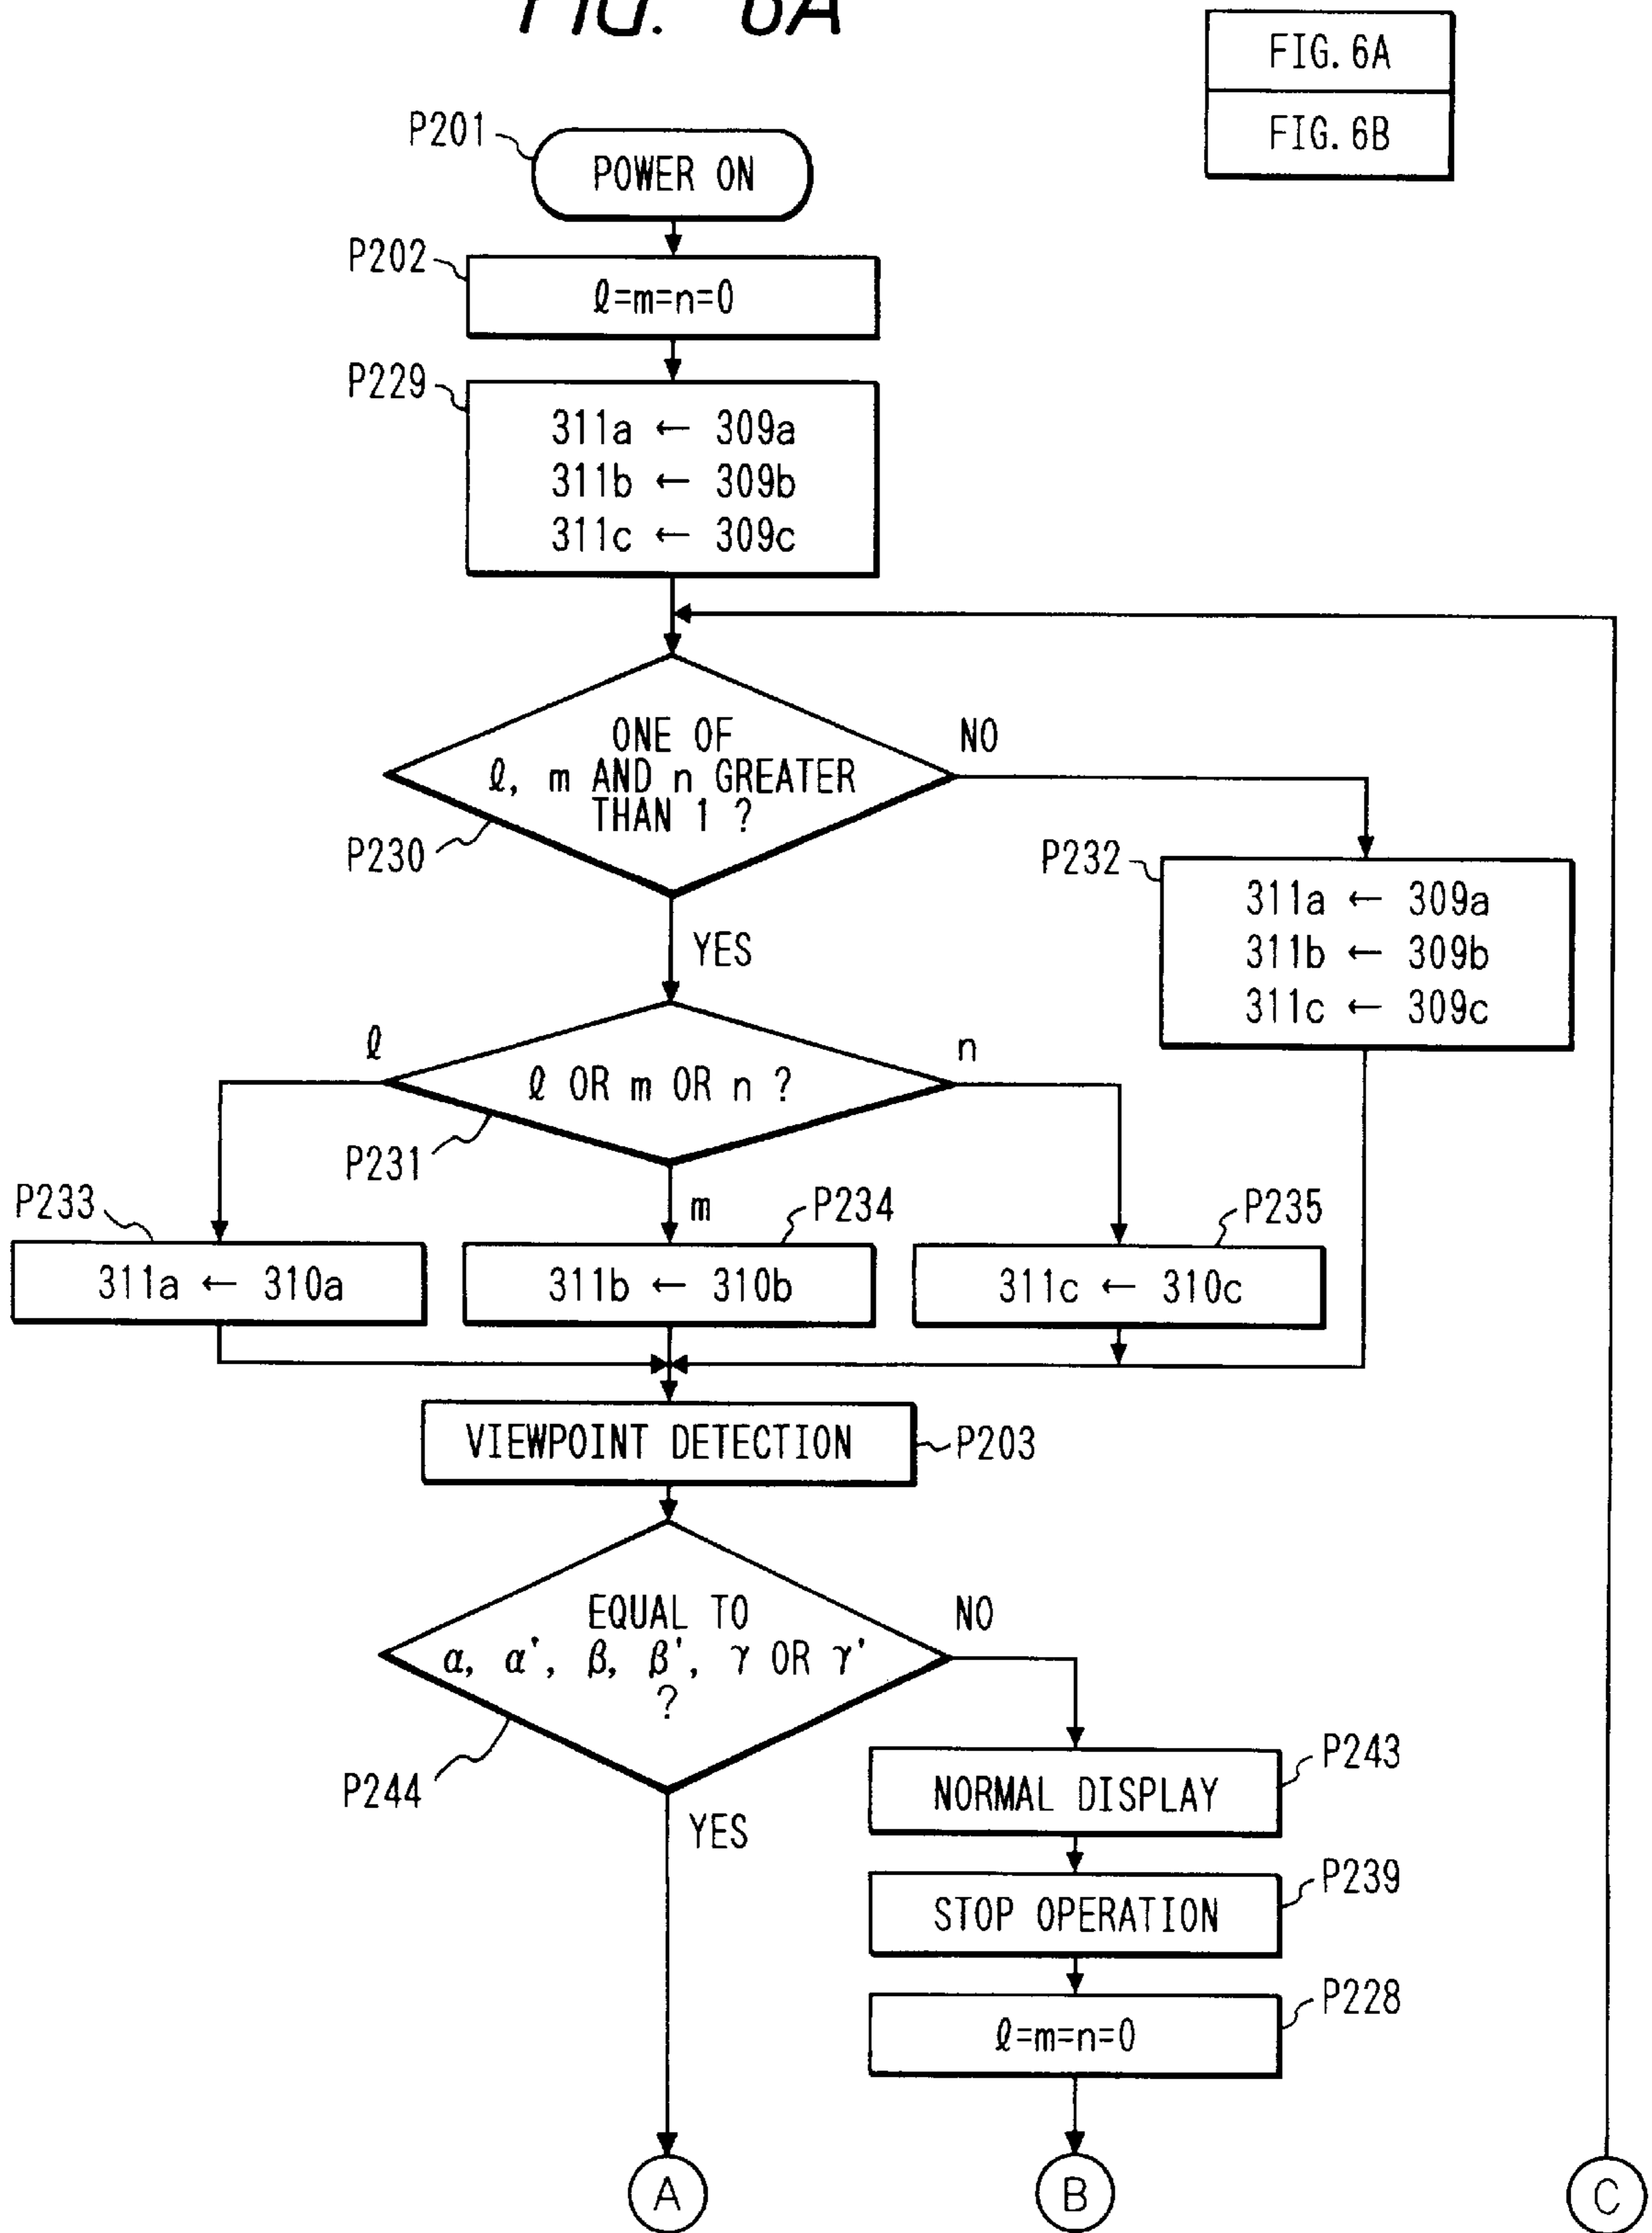 FIG. 6A
FIG. 6A
FIG. 6B
P201
POWER ON
P202
ℓ=m=n=0
P229
311a ← 309a
311b ← 309b
311c ← 309c
ONE OF
ℓ, m AND n GREATER
THAN 1 ?
NO
P230
YES
P232
311a ← 309a
311b ← 309b
311c ← 309c
ℓ
ℓ OR m OR n ?
n
P231
m
P233
311a ← 310a
P234
311b ← 310b
P235
311c ← 310c
VIEWPOINT DETECTION
P203
EQUAL TO
α, α', β, β', γ OR γ'
?
NO
P244
YES
P243
NORMAL DISPLAY
P239
STOP OPERATION
P228
ℓ=m=n=0
A
B
C